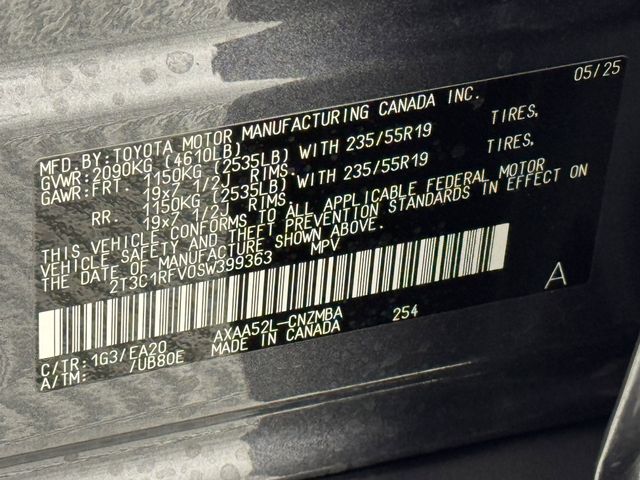 05/25
MFD.BY:TOYOTA MOTOR MANUFACTURING CANADA INC.
GVWR:2090KG (4610LB)
GAWR:FRT. 1150KG (2535LB) WITH 235/55R19 TIRES,
19x7 1/2J RIMS.
RR. 1150KG (2535LB) WITH 235/55R19 TIRES,
19x7 1/2J RIMS.
THIS VEHICLE CONFORMS TO ALL APPLICABLE FEDERAL MOTOR
VEHICLE SAFETY AND THEFT PREVENTION STANDARDS IN EFFECT ON
THE DATE OF MANUFACTURE SHOWN ABOVE.
2T3C1RFV0SW399363 MPV
A
AXAA52L-CNZMBA 254
C/TR: 1G3/EA20 MADE IN CANADA
A/TM: /UB80E